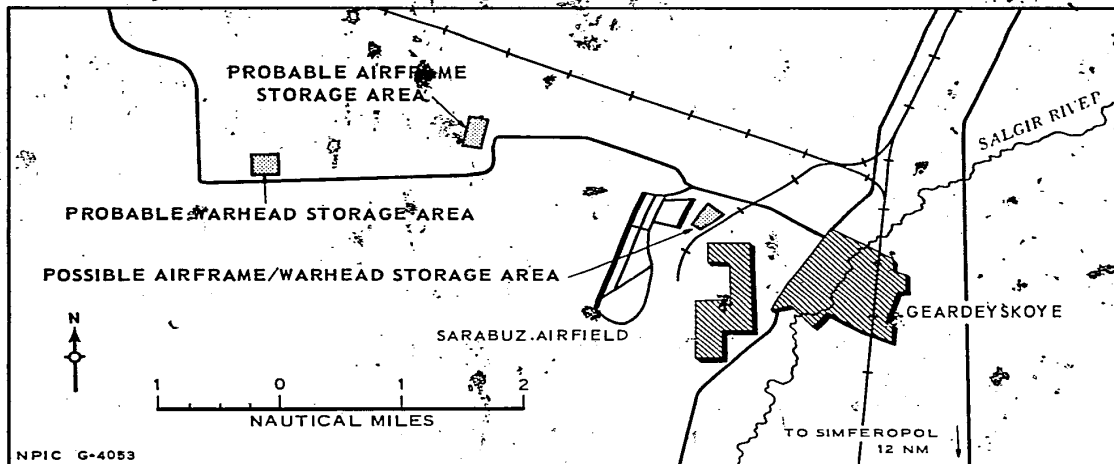 PROBABLE AIRFRAME
STORAGE AREA
SALGIR RIVER
PROBABLE WARHEAD STORAGE AREA
POSSIBLE AIRFRAME/WARHEAD STORAGE AREA
GEARDEYSKOYE
SARABUZ AIRFIELD
N
1 0 1 2
NAUTICAL MILES
TO SIMFEROPOL
12 NM
NPIC G-4053